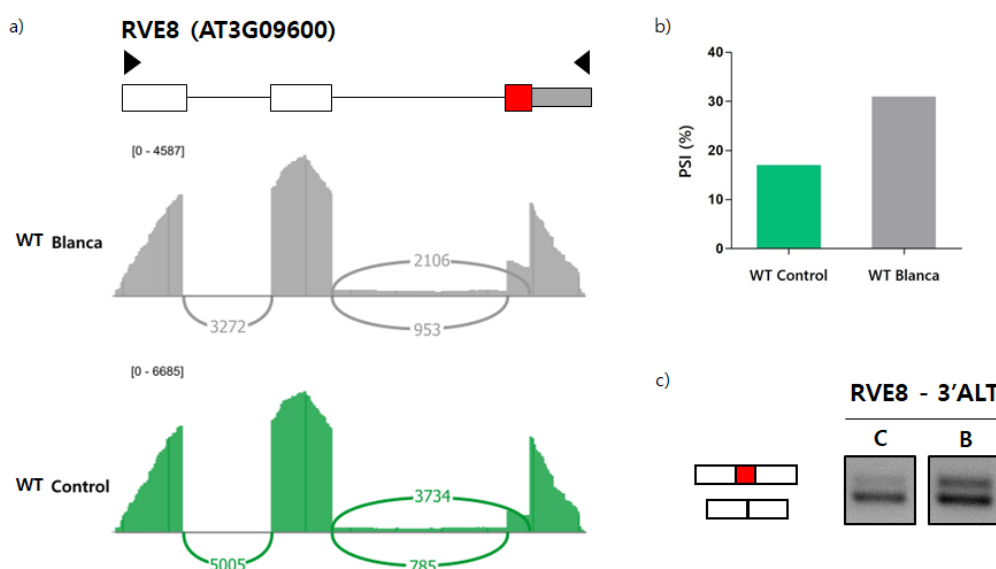 a)
RVE8 (AT3G09600)
[0 - 4587]
WT Blanca
2106
3272
953
[0 - 6685]
WT Control
3734
5005
785
b)
PSI (%)
40
30
20
10
0
WT Control
WT Blanca
c)
RVE8 - 3'ALT
C
B